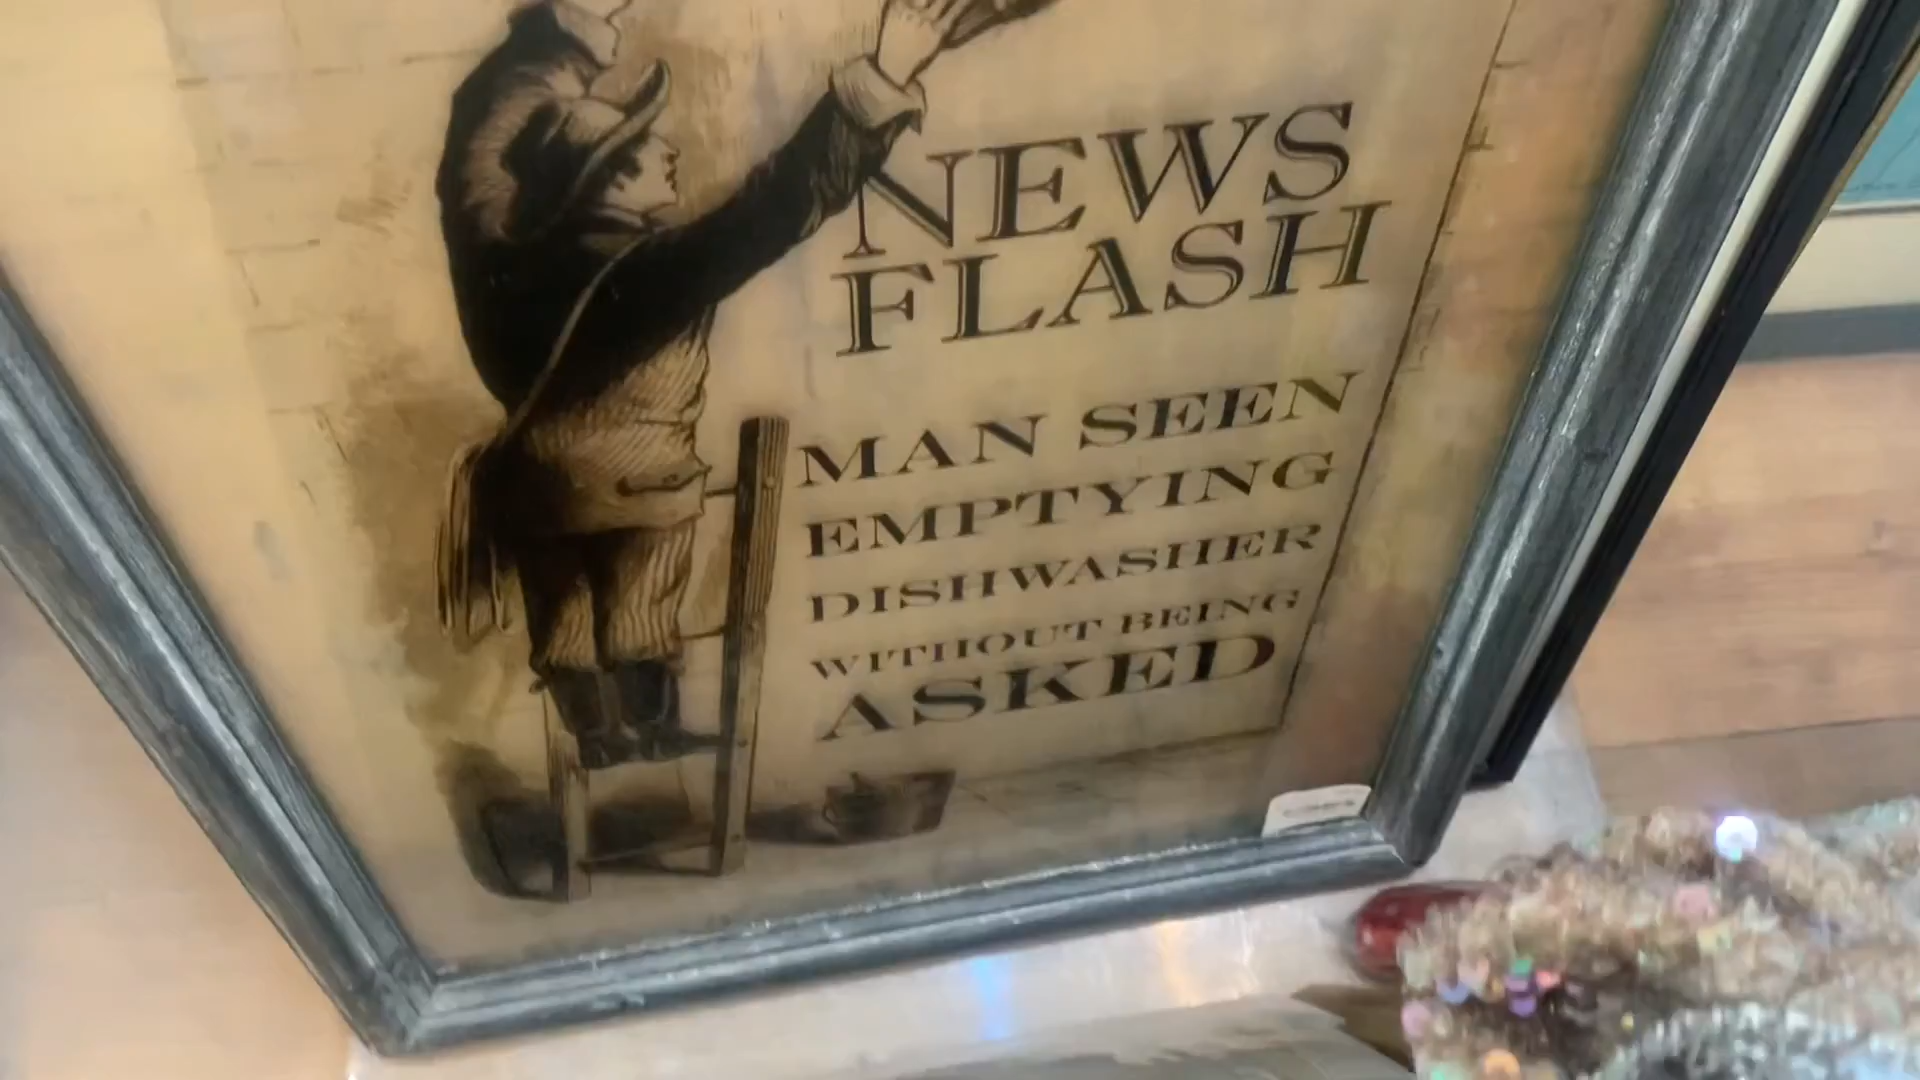 NEWS
FLASH
MAN SEEN
EMPTYING
DISHWASHER
WITHOUT BEING
ASKED